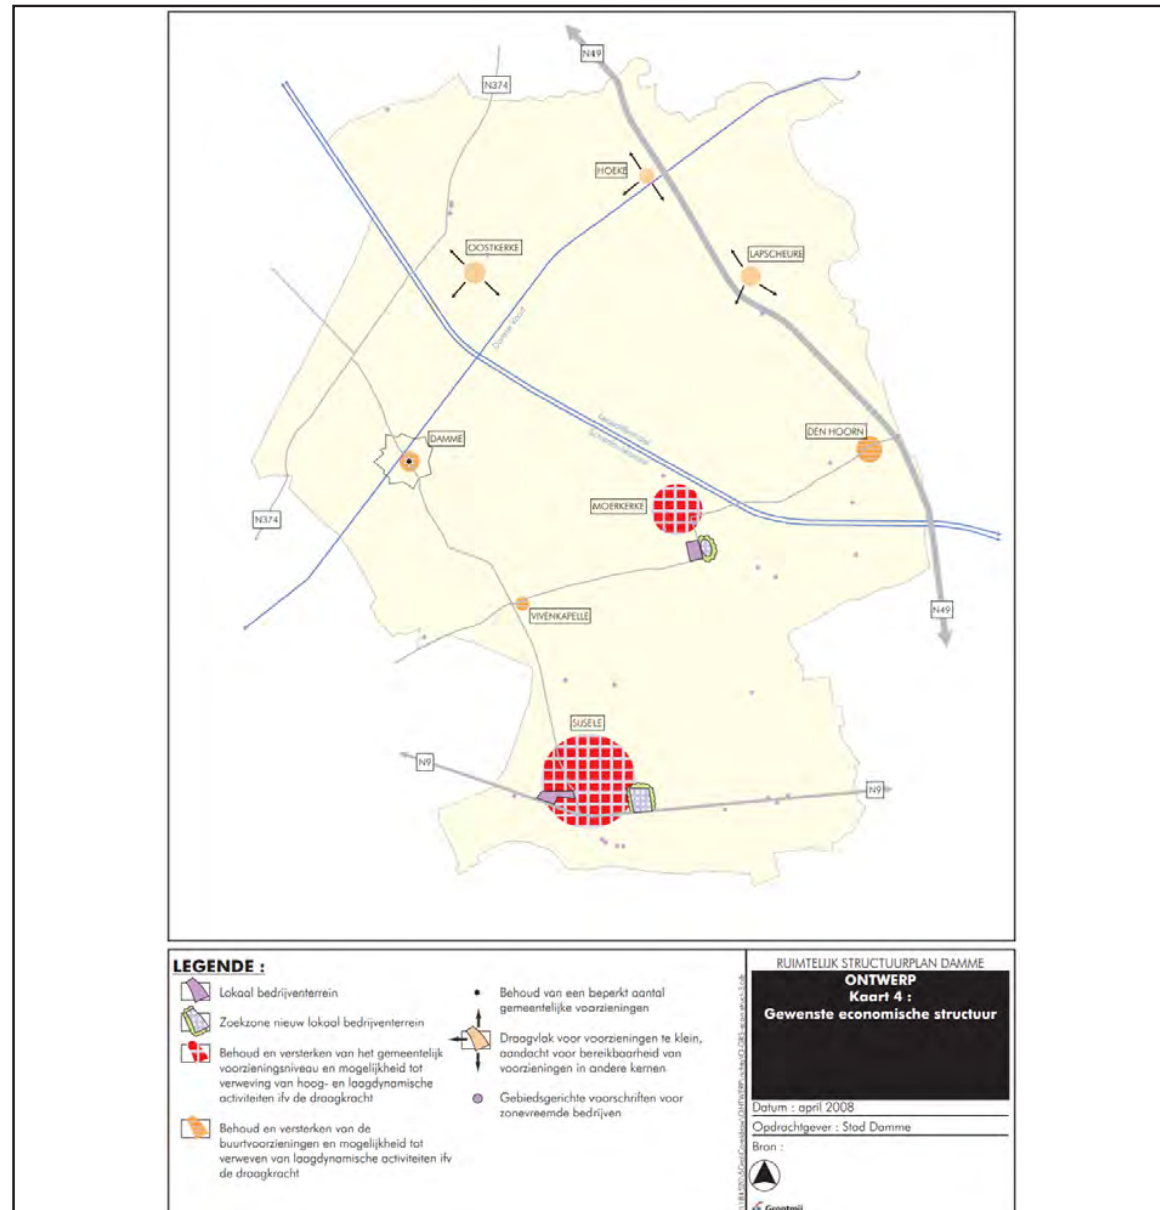 N49
N374
HOEKE
OOSTKERKE
LAPSCHEURE
Damse Vaart
DAMME
Leopoldkanaal
Schipdonkkanaal
DEN HOORN
MOERKERKE
N374
VIVENKAPELLE
N49
SIJSELE
N9
N9
LEGENDE :
Lokaal bedrijventerrein
Zoekzone nieuw lokaal bedrijventerrein
Behoud en versterken van het gemeentelijk
voorzieningsniveau en mogelijkheid tot
verweving van hoog- en laagdynamische
activiteiten ifv de draagkracht
Behoud en versterken van de
buurtvoorzieningen en mogelijkheid tot
verweven van laagdynamische activiteiten ifv
de draagkracht
Behoud van een beperkt aantal
gemeentelijke voorzieningen
Draagvlak voor voorzieningen te klein,
aandacht voor bereikbaarheid van
voorzieningen in andere kernen
Gebiedsgerichte voorschriften voor
zonevreemde bedrijven
RUIMTELIJK STRUCTUURPLAN DAMME
ONTWERP
Kaart 4 :
Gewenste economische structuur
Datum : april 2008
Opdrachtgever : Stad Damme
Bron :
Grontmij